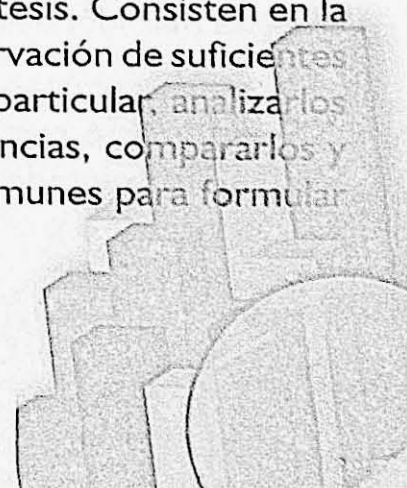 tesis. Consisten en la
rvación de suficientes
particular, analizarlos
ncias, compararlos y
munes para formular